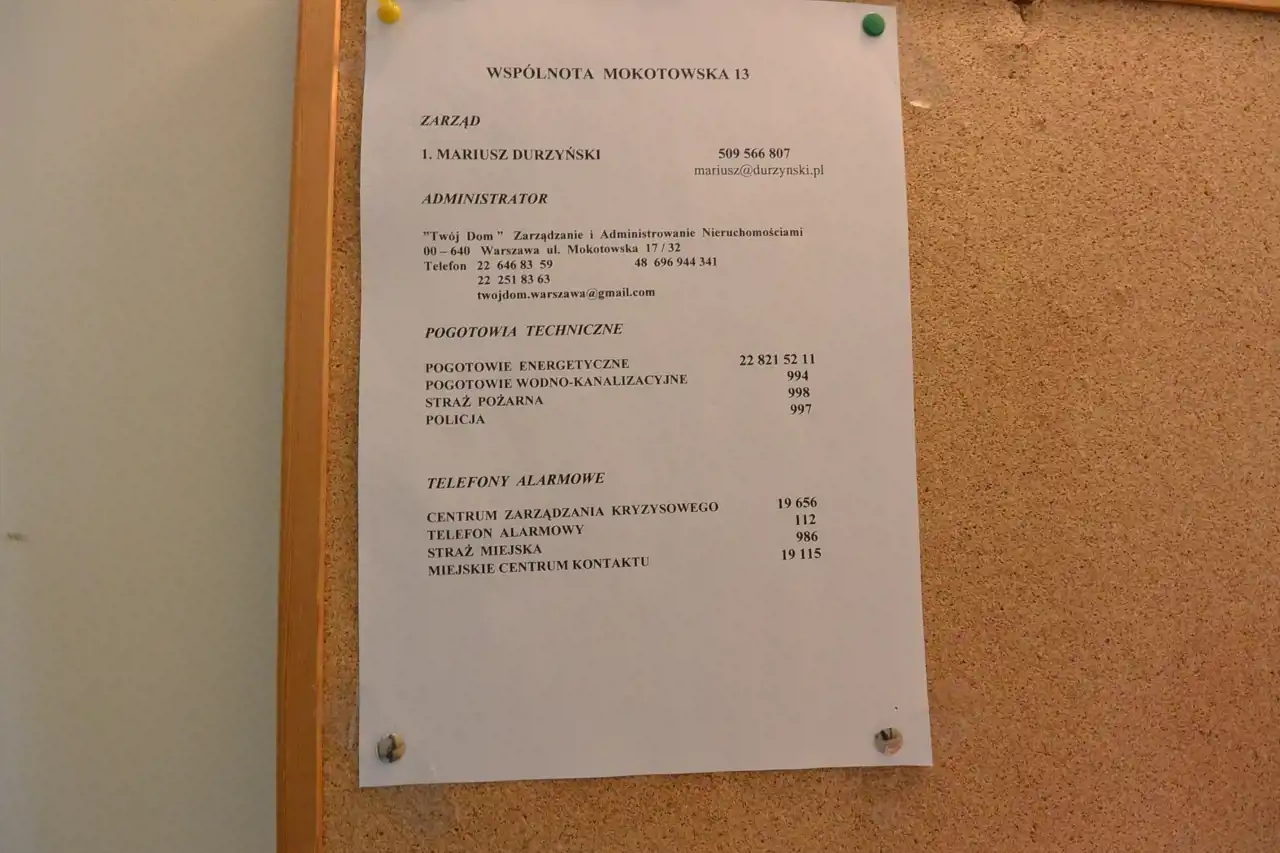 WSPÓLNOTA MOKOTOWSKA 13
ZARZĄD
1. MARIUSZ DURZYŃSKI 509 566 807
mariusz@durzynski.pl
ADMINISTRATOR
"Twój Dom " Zarządzanie i Administrowanie Nieruchomościami
00 – 640 Warszawa ul. Mokotowska 17 / 32
Telefon 22 646 83 59 48 696 944 341
22 251 83 63
twojdom.warszawa@gmail.com
POGOTOWIA TECHNICZNE
POGOTOWIE ENERGETYCZNE 22 821 52 11
POGOTOWIE WODNO-KANALIZACYJNE 994
STRAŻ POŻARNA 998
POLICJA 997
TELEFONY ALARMOWE
CENTRUM ZARZĄDZANIA KRYZYSOWEGO 19 656
TELEFON ALARMOWY 112
STRAŻ MIEJSKA 986
MIEJSKIE CENTRUM KONTAKTU 19 115